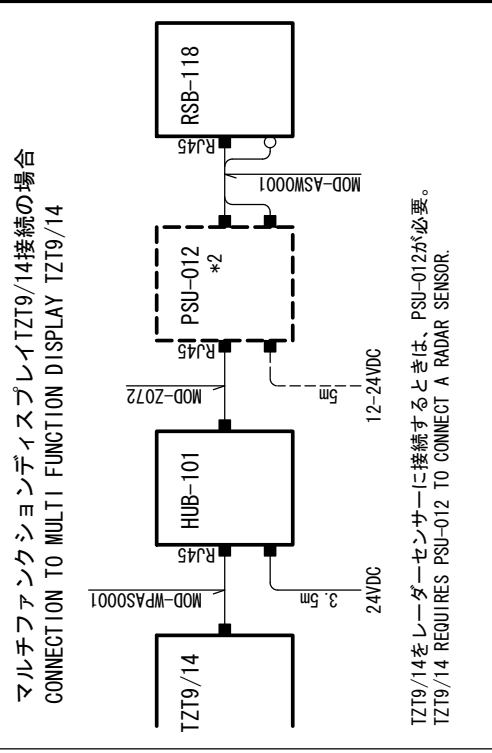 マルチファンクションディスプレイTZT9/14接続の場合
CONNECTION TO MULTI FUNCTION DISPLAY TZT9/14
TZT9/14
MOD-WPAS0001
RJ45
HUB-101
3.5m
24VDC
MOD-Z072
RJ45
PSU-012
*2
5m
12-24VDC
MOD-ASW0001
RJ45
RSB-118
TZT9/14をレーダーセンサーに接続するときは、PSU-012が必要。
TZT9/14 REQUIRES PSU-012 TO CONNECT A RADAR SENSOR.